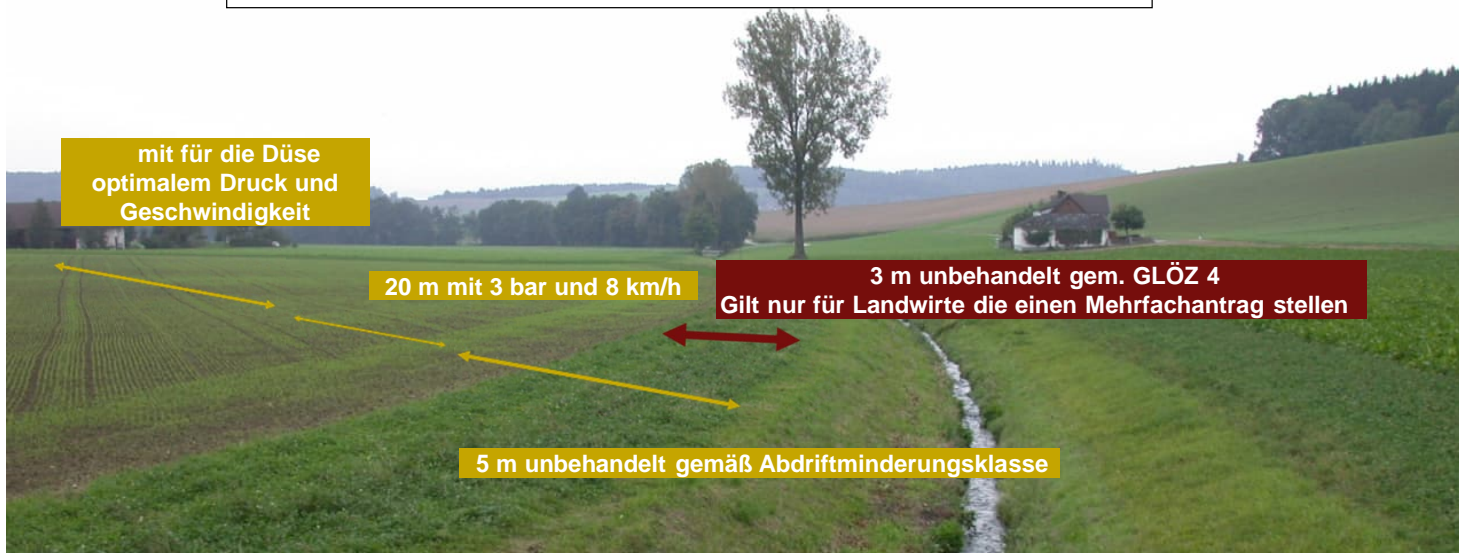 mit für die Düse
optimalem Druck und
Geschwindigkeit
20 m mit 3 bar und 8 km/h
3 m unbehandelt gem. GLÖZ 4
Gilt nur für Landwirte die einen Mehrfachantrag stellen
5 m unbehandelt gemäß Abdriftminderungsklasse